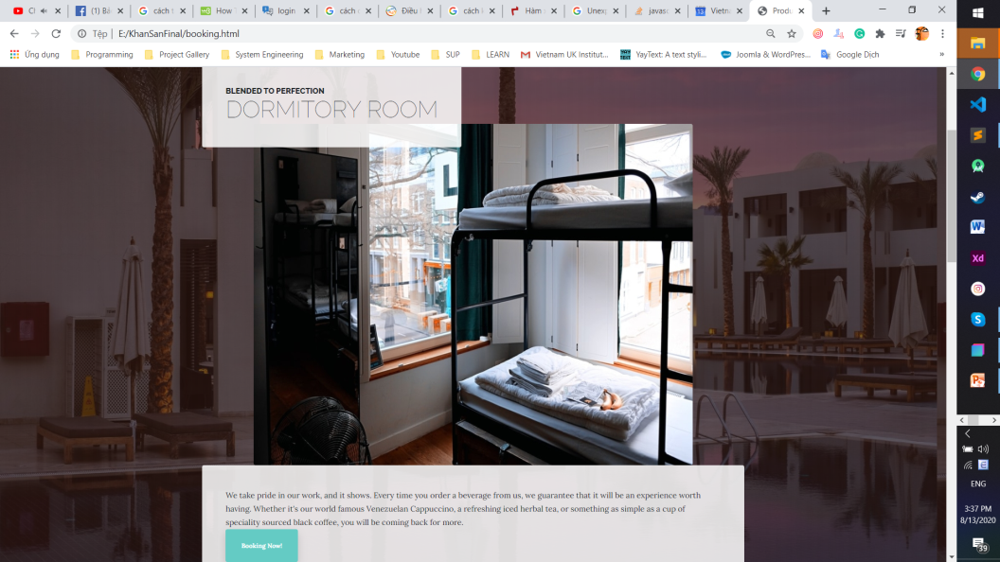 Cl
Bá
cách t
How
login
cách
Điều
cách l
Hàm
Unexp
javasc
Vietna
Produ
Tệp
E:/KhanSanFinal/booking.html
Ứng dụng
Programming
Project Gallery
System Engineering
Marketing
Youtube
SUP
LEARN
Vietnam UK Institut...
YayText: A text styli...
Joomla & WordPres...
Google Dịch
»
BLENDED TO PERFECTION
DORMITORY ROOM
We take pride in our work, and it shows. Every time you order a beverage from us, we guarantee that it will be an experience worth
having. Whether it's our world famous Venezuelan Cappuccino, a refreshing iced herbal tea, or something as simple as a cup of
speciality sourced black coffee, you will be coming back for more.
Booking Now!
ENG
3:37 PM
8/13/2020
39